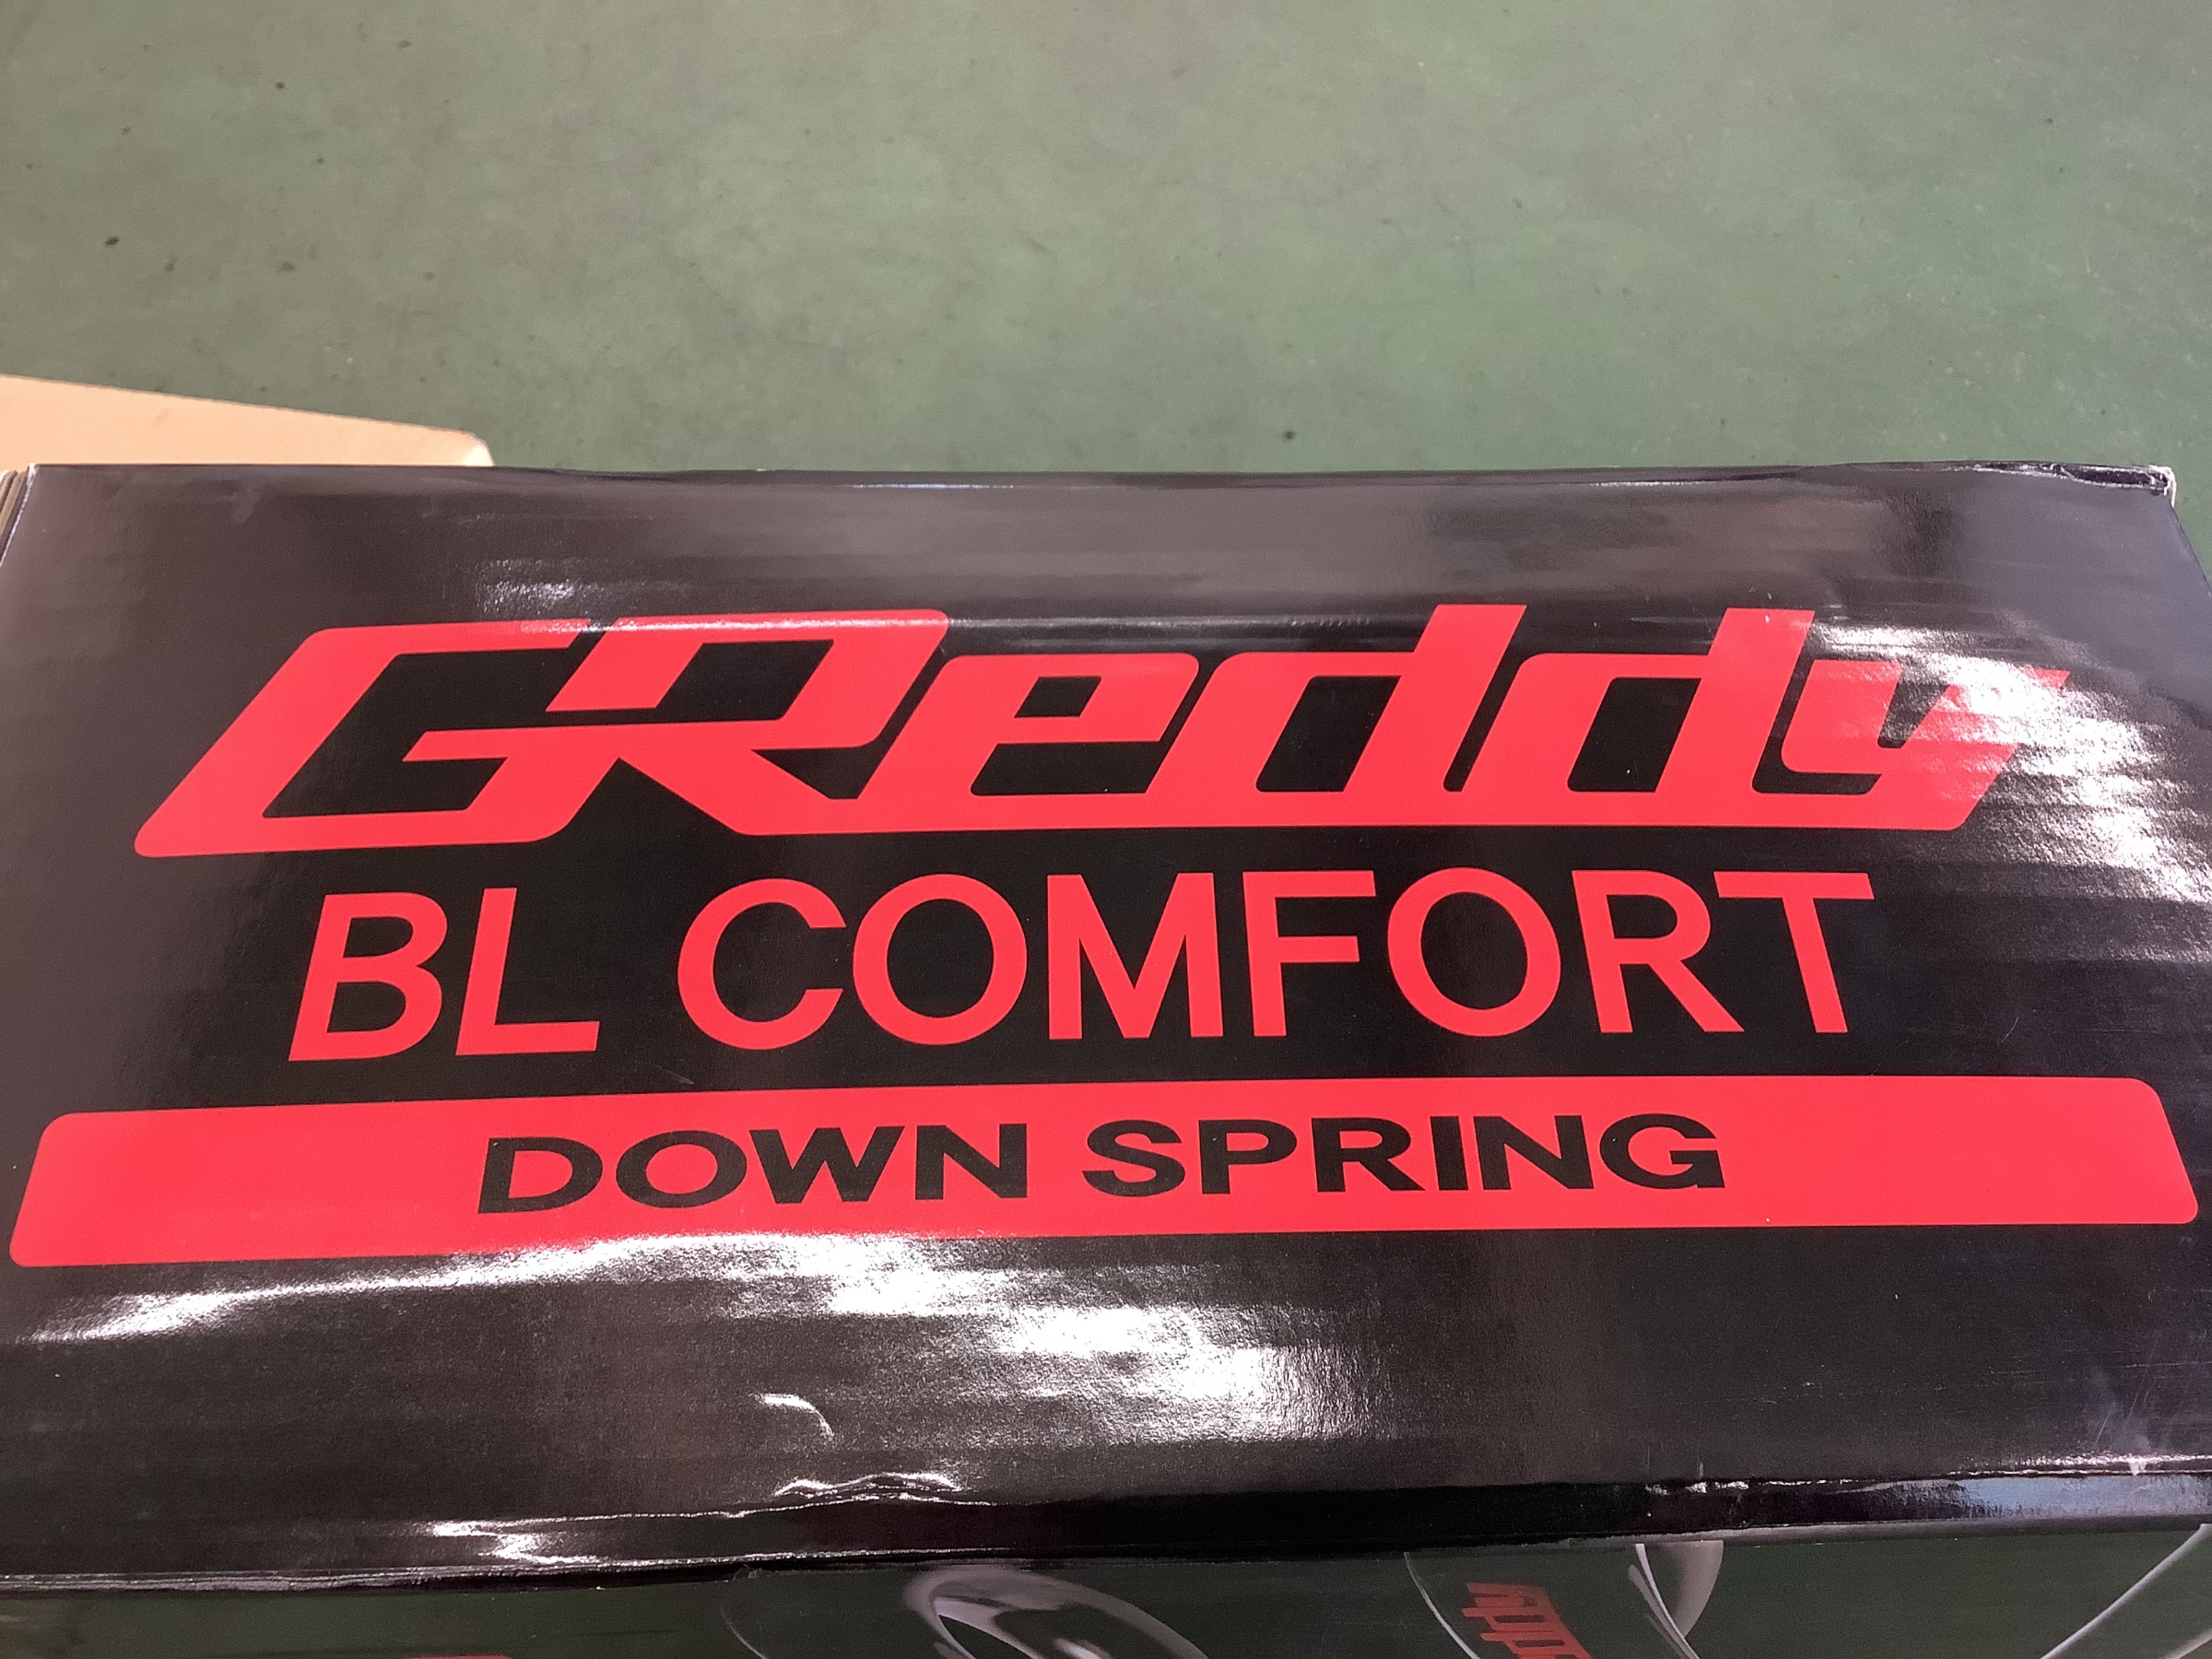 GReddy
BL COMFORT
DOWN SPRING